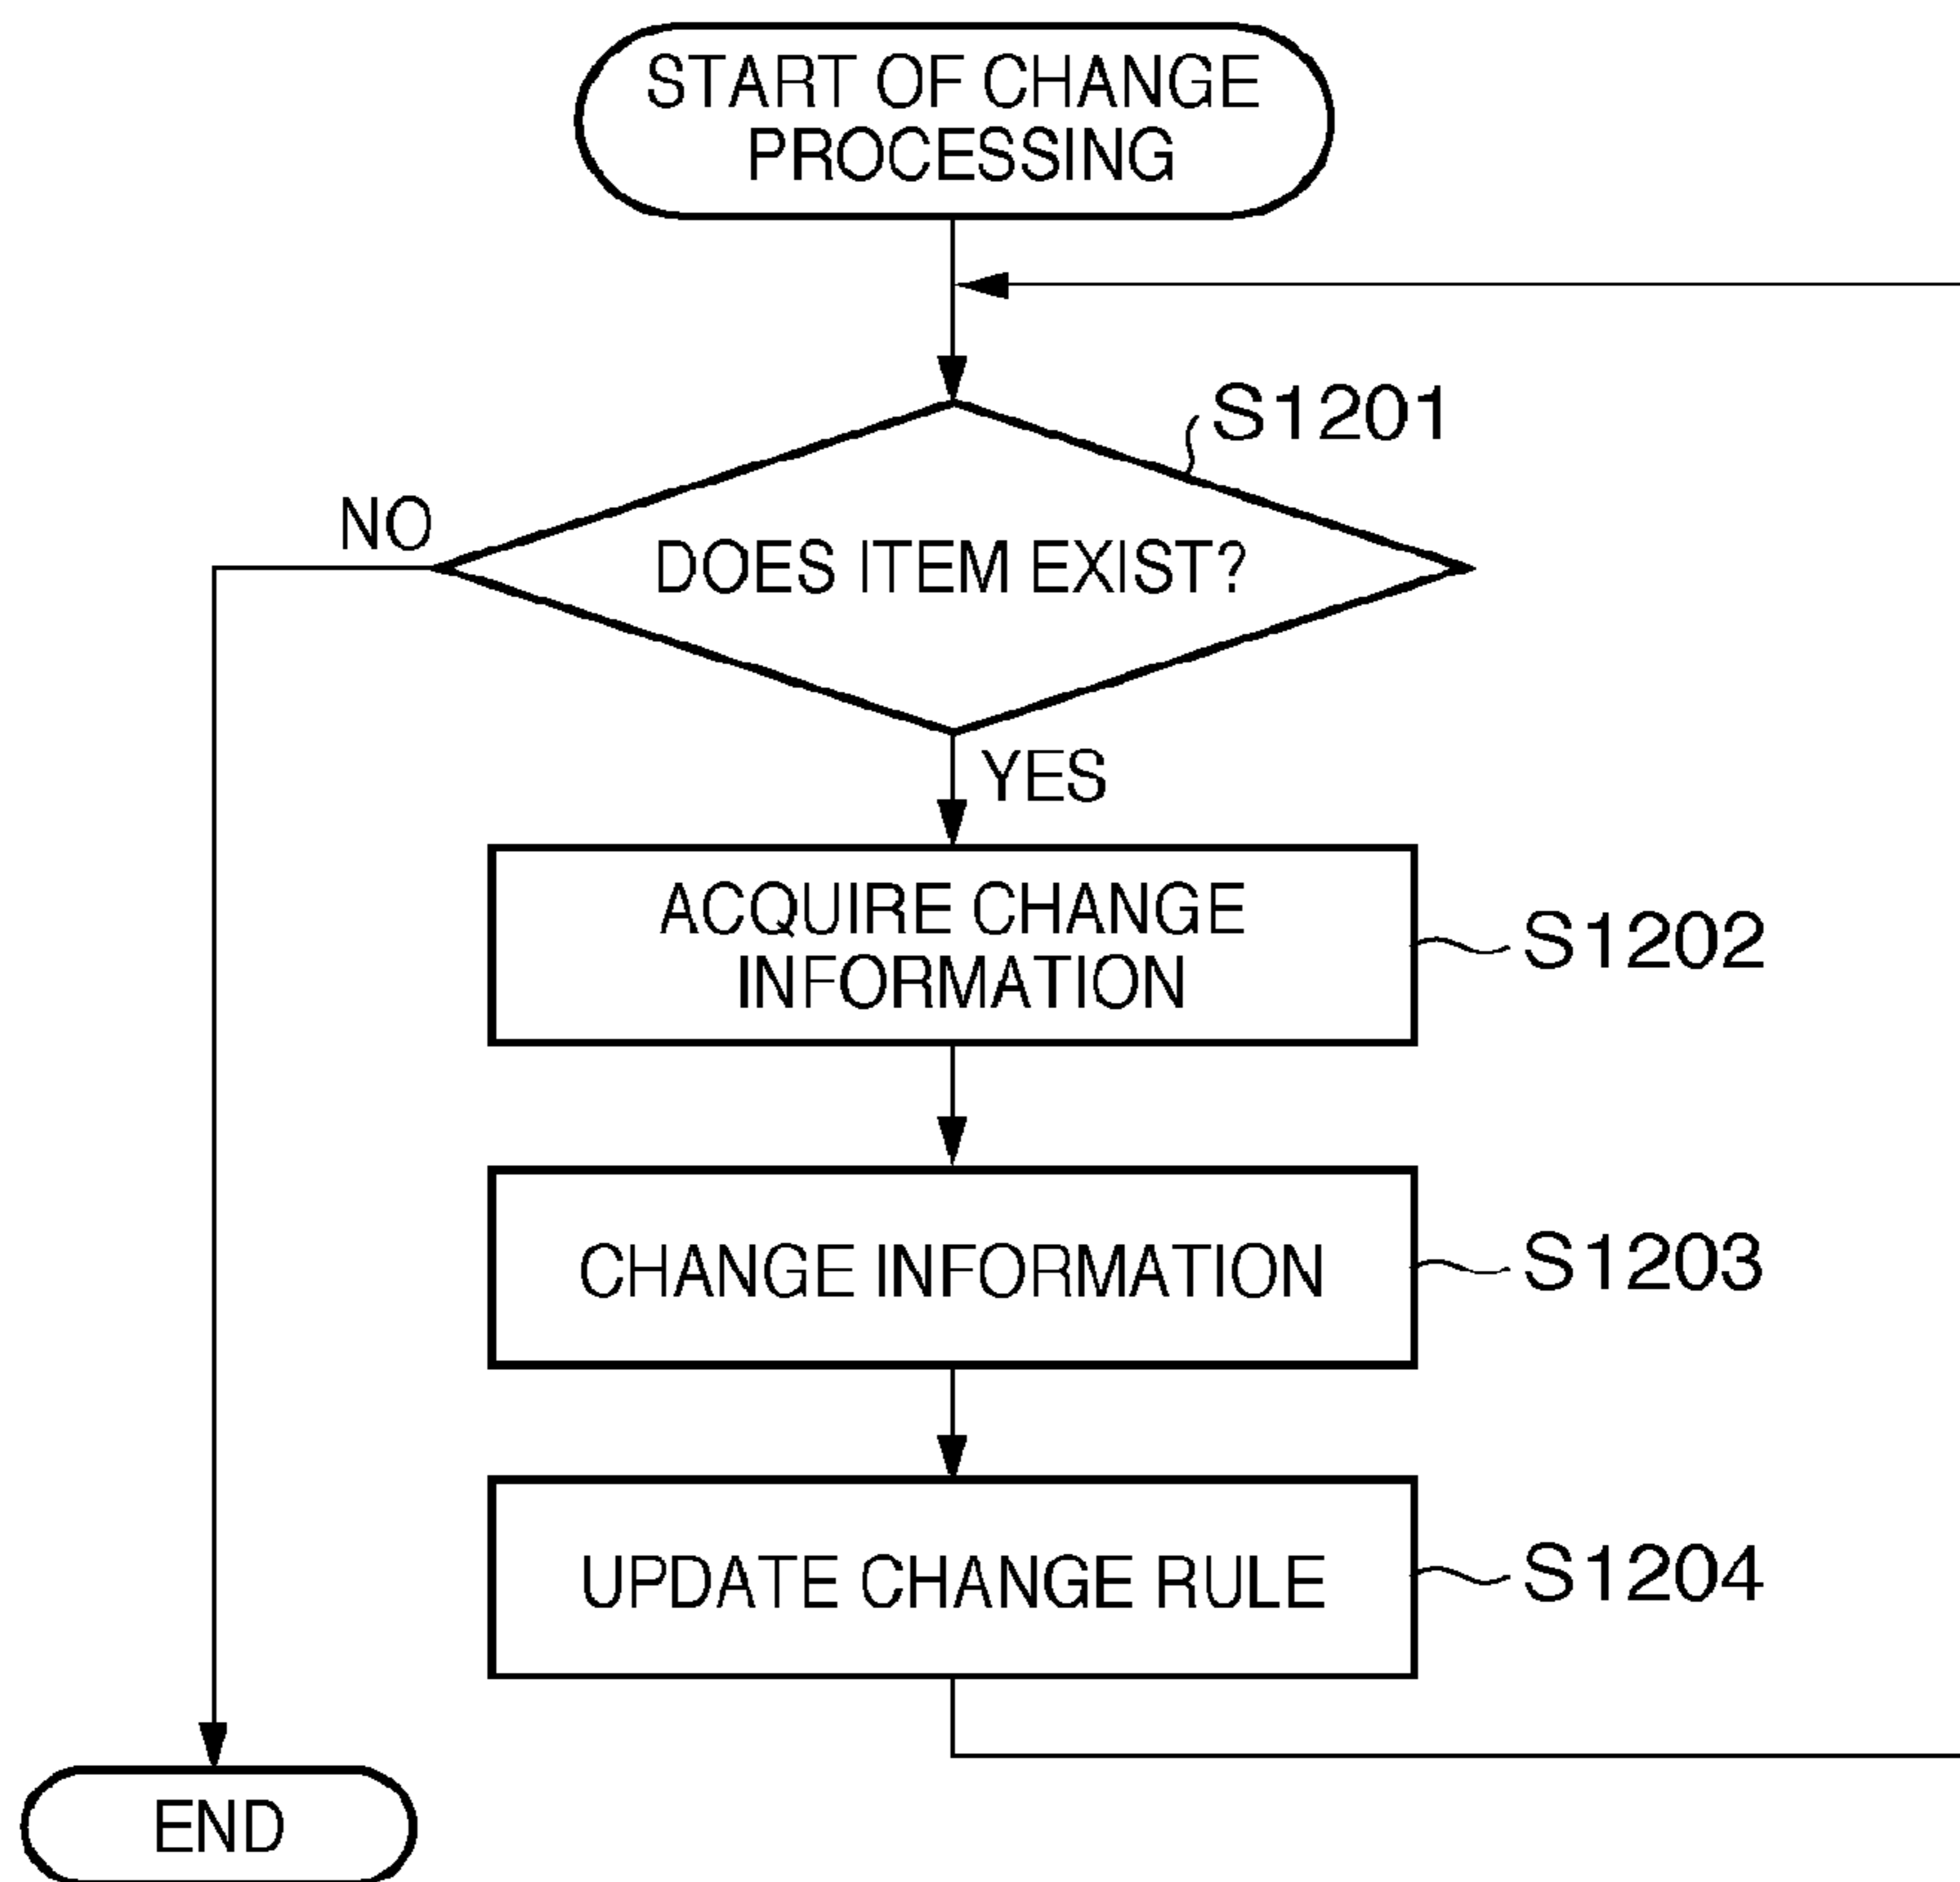 START OF CHANGE
PROCESSING
S1201
NO
DOES ITEM EXIST?
YES
ACQUIRE CHANGE
INFORMATION
S1202
CHANGE INFORMATION
S1203
UPDATE CHANGE RULE
S1204
END